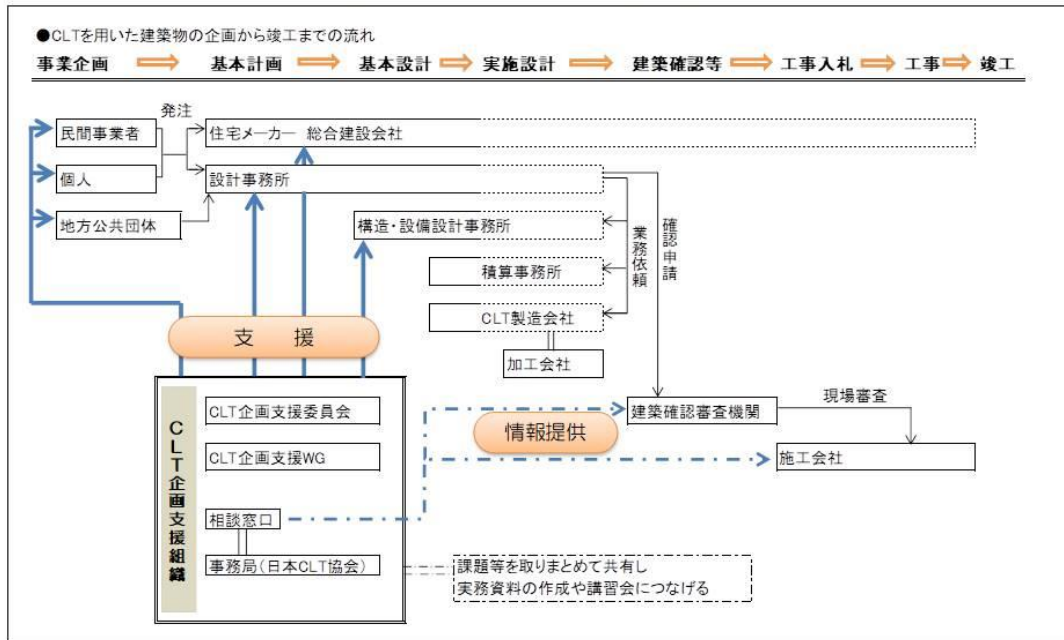 ●CLTを用いた建築物の企画から竣工までの流れ
事業企画 基本計画 基本設計 実施設計 建築確認等 工事入札 工事 竣工
発注
民間事業者
住宅メーカー 総合建設会社
個人
設計事務所
地方公共団体
構造・設備設計事務所
積算事務所
CLT製造会社
加工会社
業務依頼
確認申請
支 援
CLT企画支援組織
CLT企画支援委員会
CLT企画支援WG
相談窓口
事務局(日本CLT協会)
情報提供
建築確認審査機関
現場審査
施工会社
課題等を取りまとめて共有し
実務資料の作成や講習会につなげる